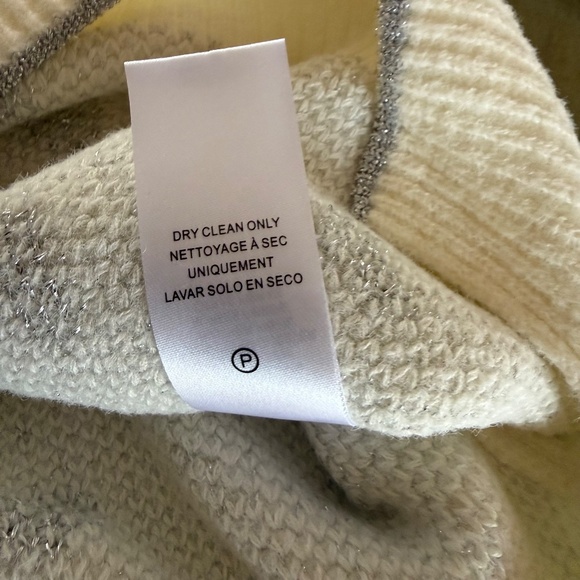 DRY CLEAN ONLY
NETTOYAGE À SEC
UNIQUEMENT
LAVAR SOLO EN SECO
P